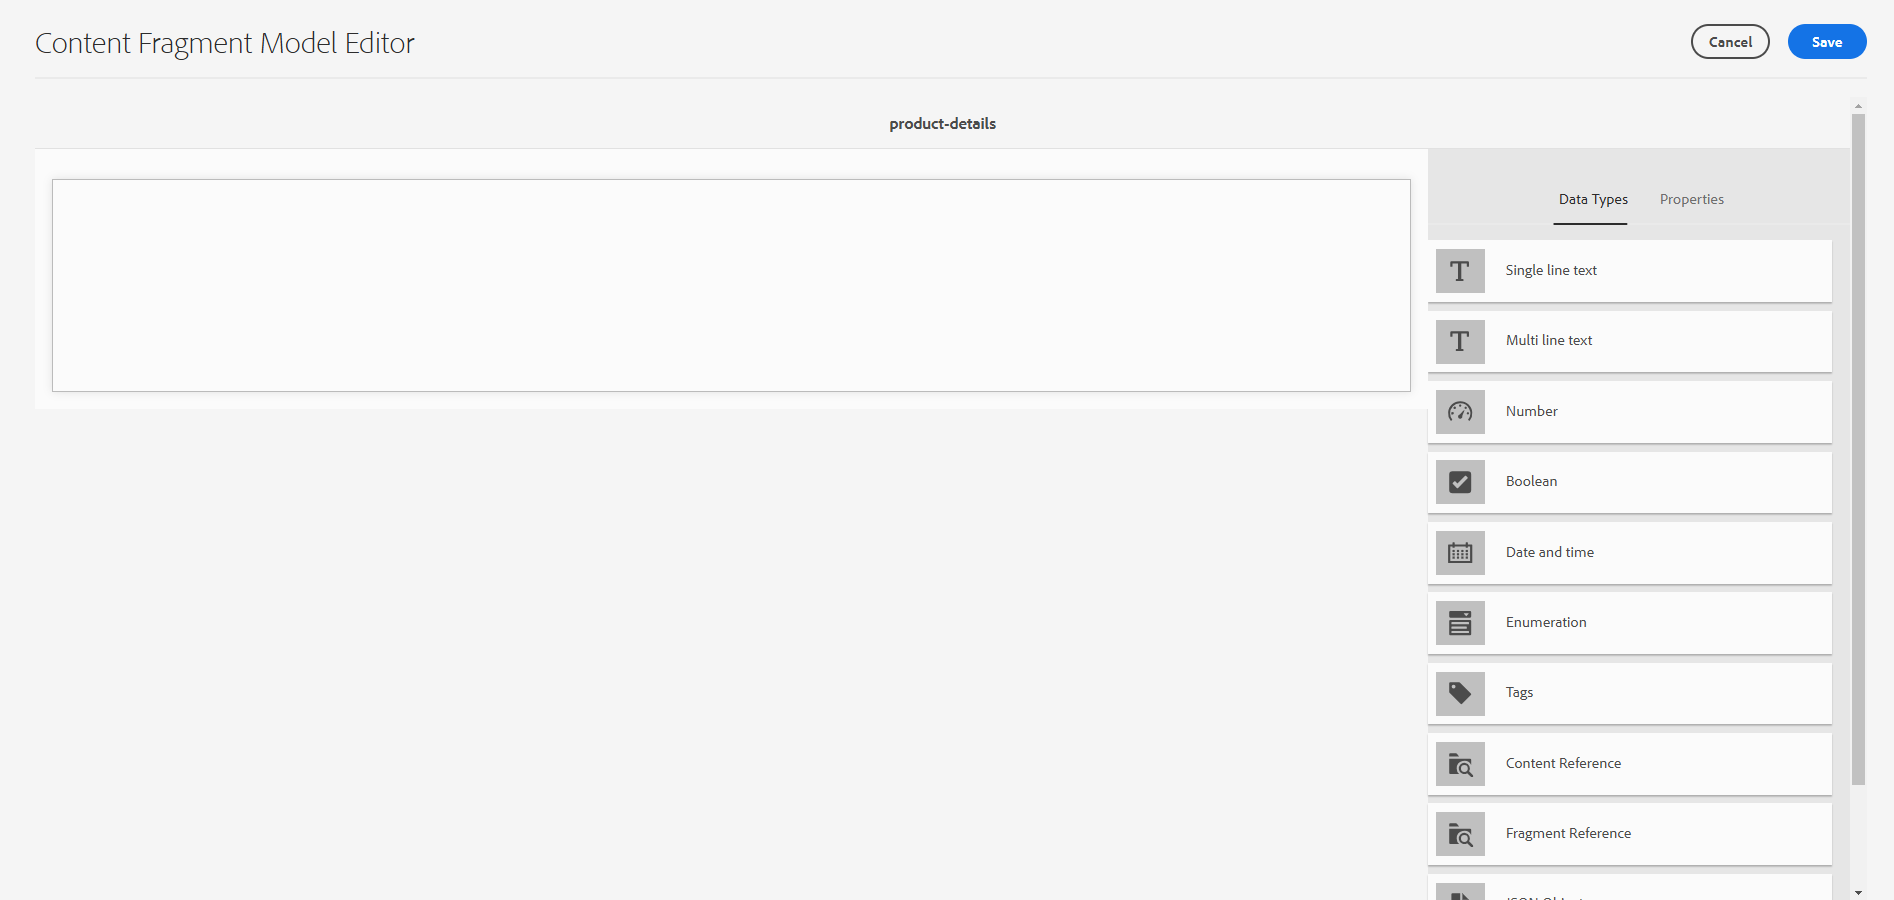 Content Fragment Model Editor
Cancel
Save
product-details
Data Types
Properties
Single line text
Multi line text
Number
Boolean
Date and time
Enumeration
Tags
Content Reference
Fragment Reference